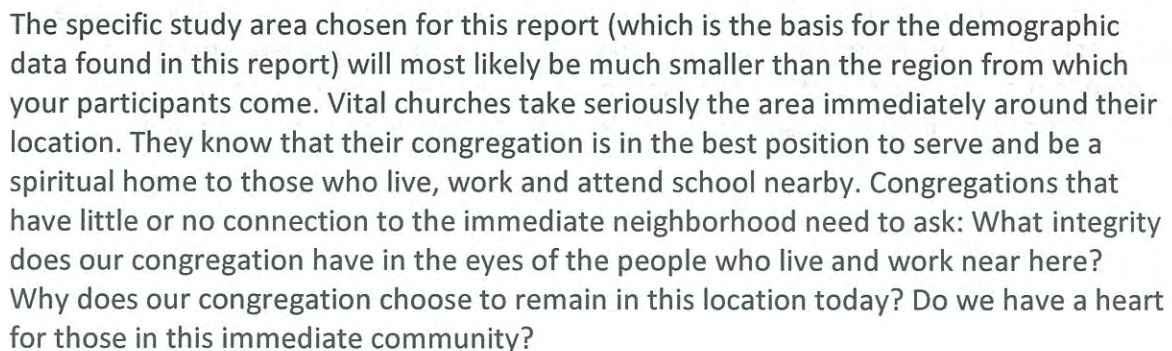 The specific study area chosen for this report (which is the basis for the demographic
data found in this report) will most likely be much smaller than the region from which
your participants come. Vital churches take seriously the area immediately around their
location. They know that their congregation is in the best position to serve and be a
spiritual home to those who live, work and attend school nearby. Congregations that
have little or no connection to the immediate neighborhood need to ask: What integrity
does our congregation have in the eyes of the people who live and work near here?
Why does our congregation choose to remain in this location today? Do we have a heart
for those in this immediate community?